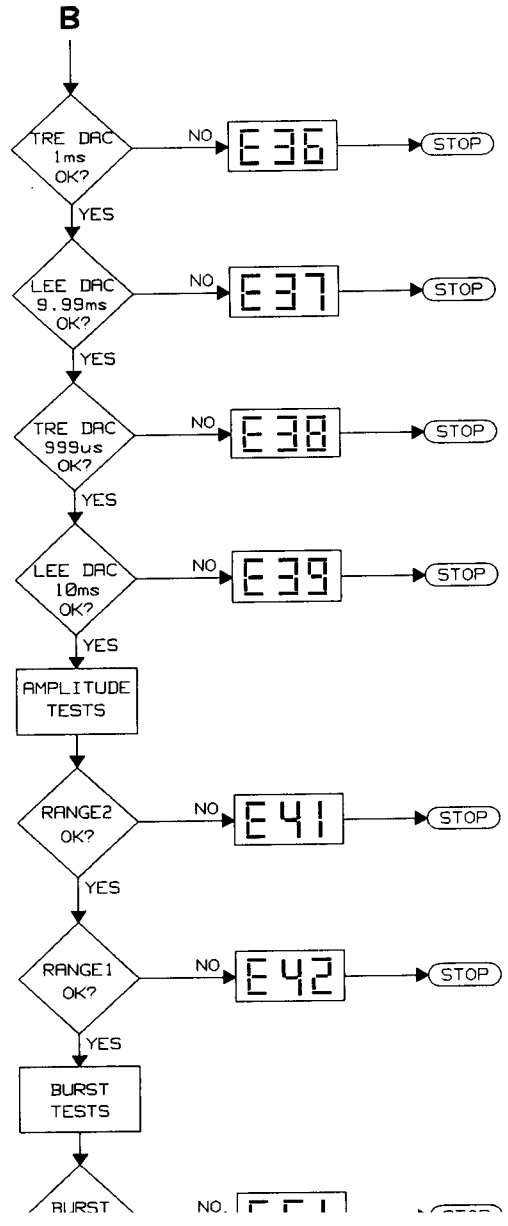 B
TRE DAC
1ms
OK?
NO
E36
STOP
YES
LEE DAC
9.99ms
OK?
NO
E37
STOP
YES
TRE DAC
999us
OK?
NO
E38
STOP
YES
LEE DAC
10ms
OK?
NO
E39
STOP
YES
AMPLITUDE
TESTS
RANGE2
OK?
NO
E41
STOP
YES
RANGE1
OK?
NO
E42
STOP
YES
BURST
TESTS
BURST
NO